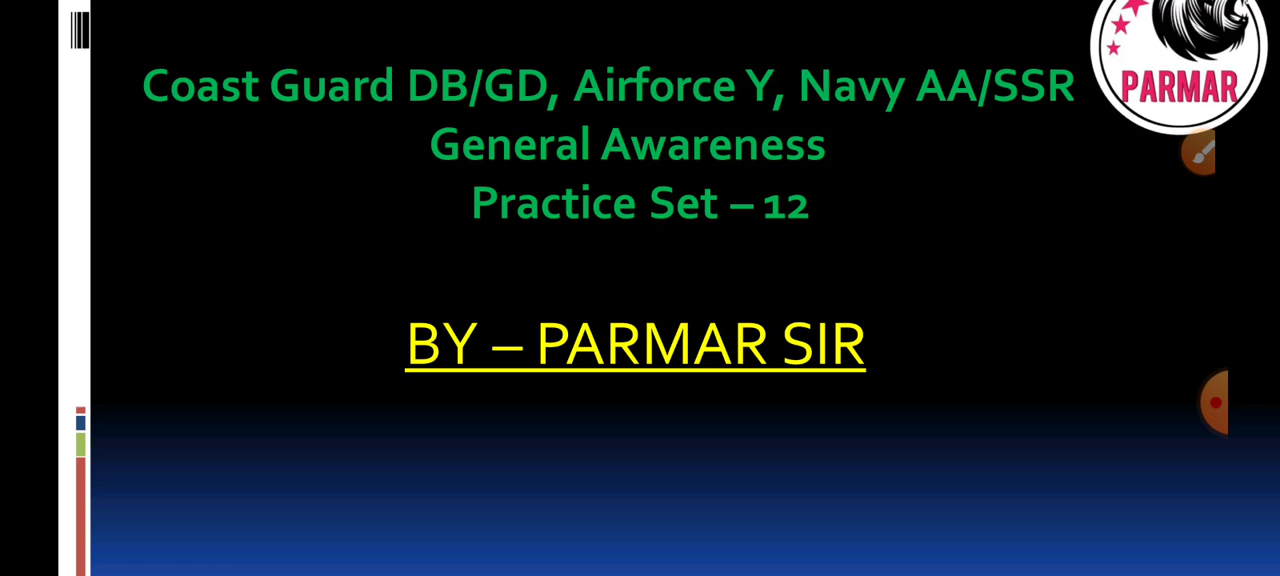 Coast Guard DB/GD, Airforce Y, Navy AA/SSR
PARMAR
General Awareness
Practice Set – 12
BY – PARMAR SIR